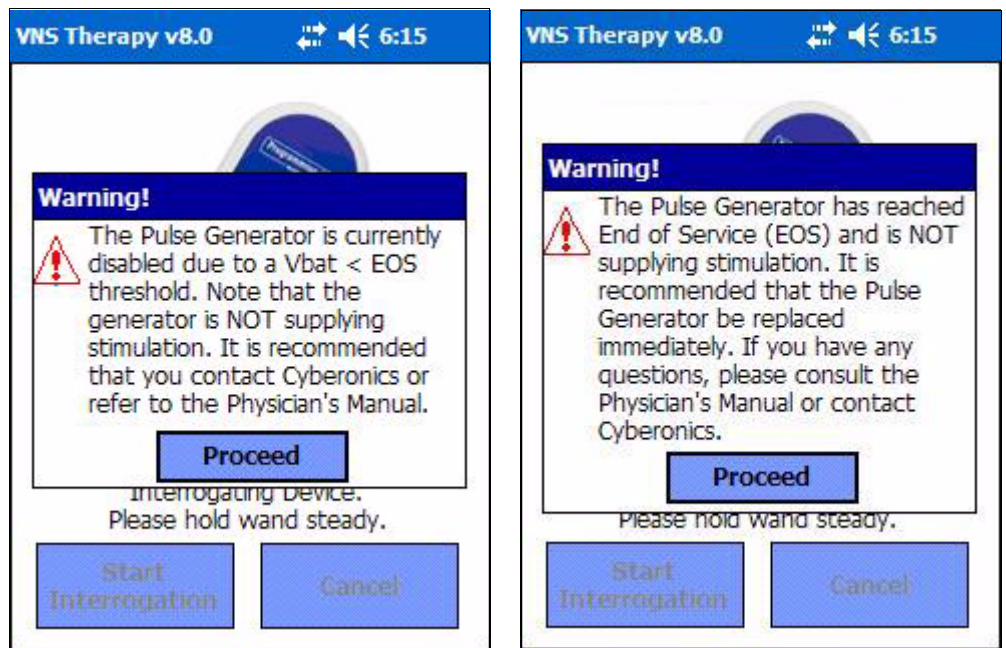 VNS Therapy v8.0 6:15
Warning!
The Pulse Generator is currently
disabled due to a Vbat < EOS
threshold. Note that the
generator is NOT supplying
stimulation. It is recommended
that you contact Cyberonics or
refer to the Physician's Manual.
Proceed
Interrogating Device.
Please hold wand steady.
Start
Interrogation
Cancel
VNS Therapy v8.0 6:15
Warning!
The Pulse Generator has reached
End of Service (EOS) and is NOT
supplying stimulation. It is
recommended that the Pulse
Generator be replaced
immediately. If you have any
questions, please consult the
Physician's Manual or contact
Cyberonics.
Proceed
Please hold wand steady.
Start
Interrogation
Cancel